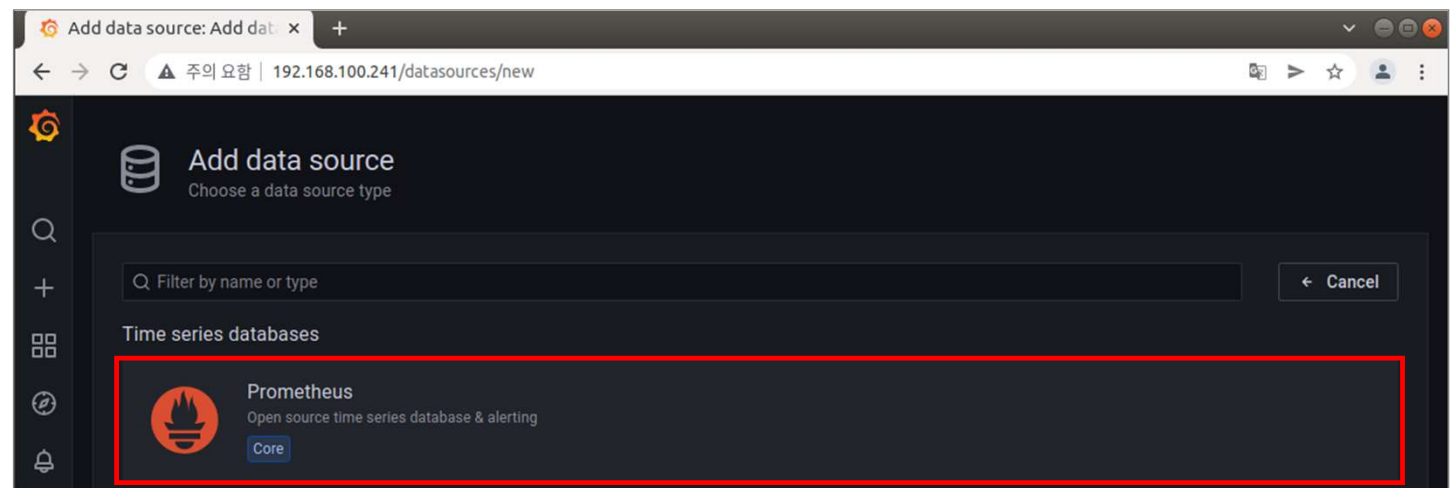 Add data source: Add dat
주의 요함 | 192.168.100.241/datasources/new
Add data source
Choose a data source type
Filter by name or type
Cancel
Time series databases
Prometheus
Open source time series database & alerting
Core